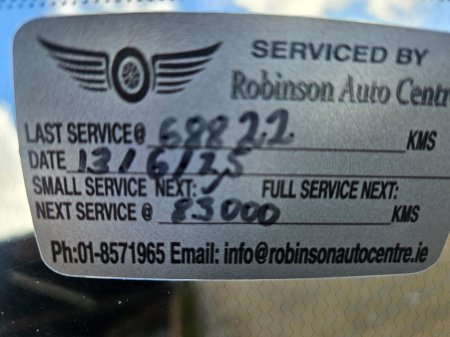 SERVICED BY
Robinson Auto Centr
LAST SERVICE@ 68822 KMS
DATE 13/6/25
SMALL SERVICE NEXT: ✓ FULL SERVICE NEXT:
NEXT SERVICE @ 83000 KMS
Ph:01-8571965 Email: info@robinsonautocentre.ie